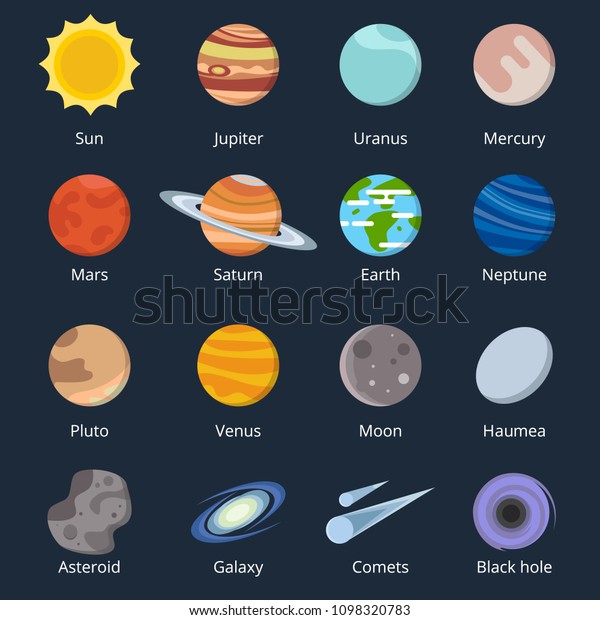 Sun Jupiter Uranus Mercury
Mars Saturn Earth Neptune
shutterstock
Pluto Venus Moon Haumea
Asteroid Galaxy Comets Black hole
shutterstock.com · 1098320783